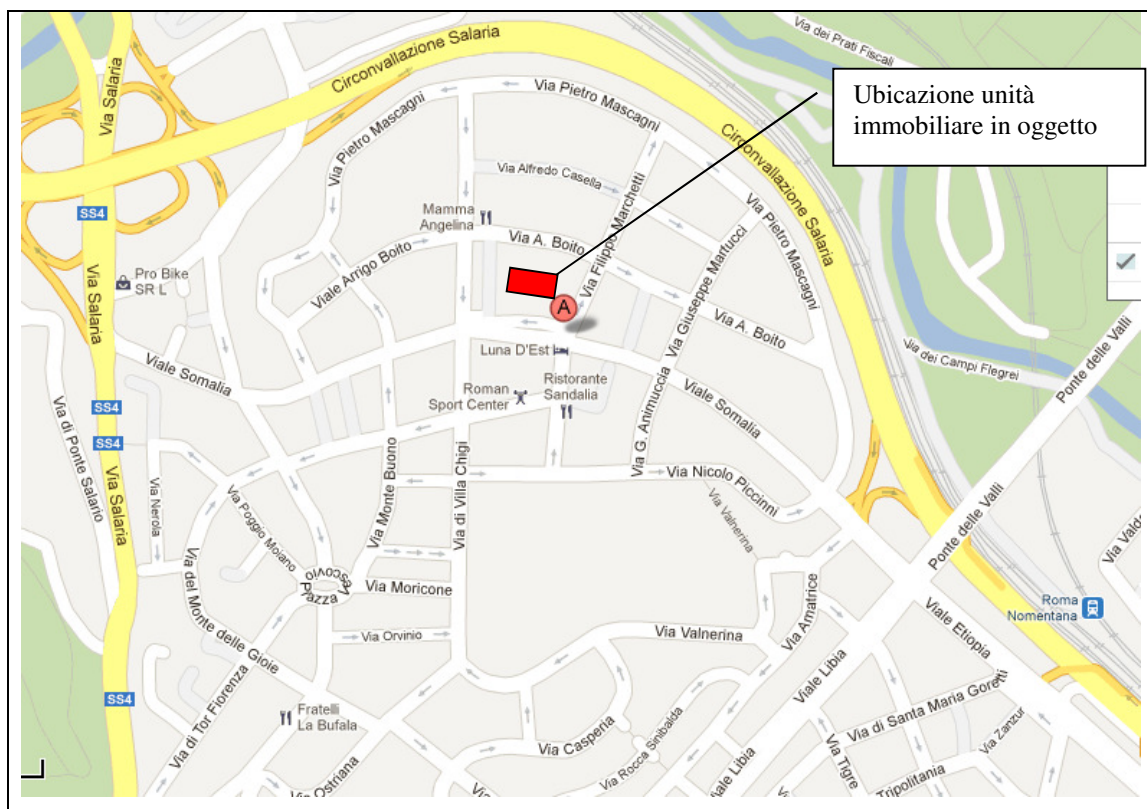 Ubicazione unità
immobiliare in oggetto
Via dei Prati Fiscali
Via Salaria
Circonvallazione Salaria
Via Pietro Mascagni
Via Pietro Mascagni
Circonvallazione Salaria
Via Alfredo Casella
Via Filippo Marchetti
Via Pietro Mascagni
Mamma
Angelina
SS4
Via A. Boito
Viale Arrigo Boito
Via Giuseppe Martucci
Pro Bike
SR L
Via Salaria
A
Via A. Boito
Viale Somalia
Luna D'Est
Via dei Campi Flegrei
Ponte delle Valli
Roman
Sport Center
Ristorante
Sandalia
Viale Somalia
Via G. Animuccia
SS4
SS4
Via di Ponte Salario
Via Salaria
Via Nerola
Via Poggio Moiano
Via Monte Buono
Via di Villa Chigi
Via Nicolo Piccinni
Via Valnerina
Ponte delle Valli
Piazza Vescovio
Via Moricone
Via Orvinio
Via Valnerina
Via Amatrice
Roma
Nomentana
Viale Etiopia
Via del Monte delle Gioie
SS4
Via di Tor Fiorenza
Fratelli
La Bufala
Via Casperia
Via Rocca Sinibalda
Viale Libia
Via di Santa Maria Goretti
Via Zanzur
Via Ostriana
Viale Libia
Via Tigre
Tripolitania